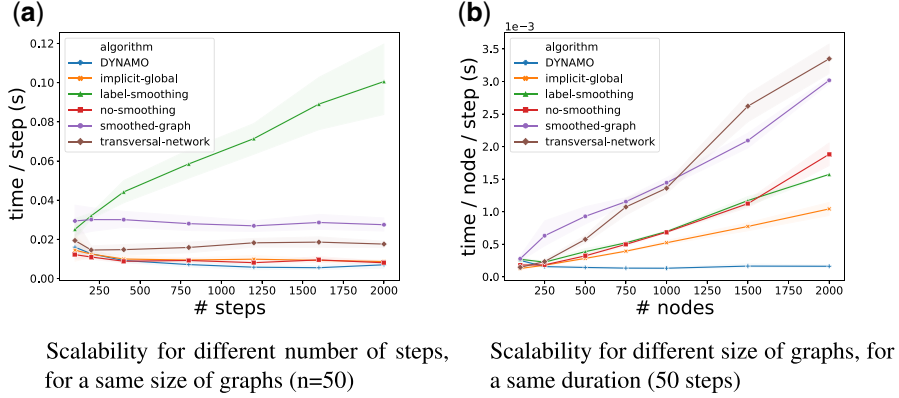 (a)
0.12
0.10
0.08
0.06
0.04
0.02
0.00
time / step (s)
algorithm
DYNAMO
implicit-global
label-smoothing
no-smoothing
smoothed-graph
transversal-network
250 500 750 1000 1250 1500 1750 2000
# steps
Scalability for different number of steps,
for a same size of graphs (n=50)
(b)
1e-3
3.5
3.0
2.5
2.0
1.5
1.0
0.5
0.0
time / node / step (s)
algorithm
DYNAMO
implicit-global
label-smoothing
no-smoothing
smoothed-graph
transversal-network
250 500 750 1000 1250 1500 1750 2000
# nodes
Scalability for different size of graphs, for
a same duration (50 steps)